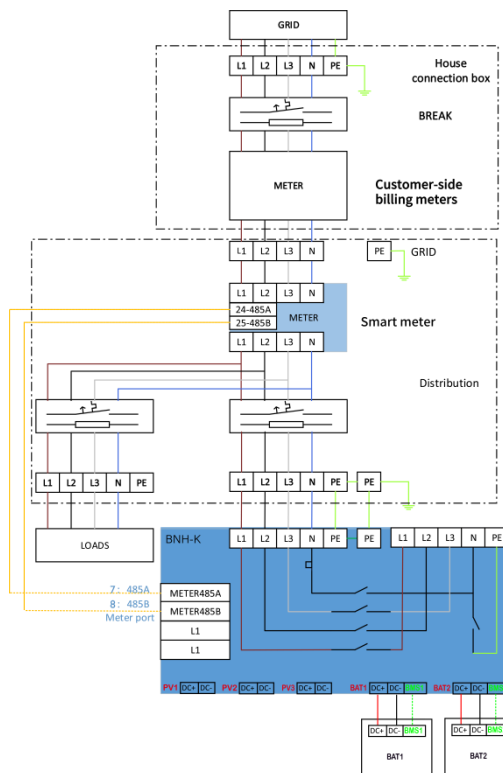 GRID
L1 L2 L3 N PE
House
connection box
BREAK
METER
Customer-side
billing meters
L1 L2 L3 N PE GRID
L1 L2 L3 N
24-485A
25-485B
METER
Smart meter
L1 L2 L3 N
Distribution
L1 L2 L3 N PE
L1 L2 L3 N PE PE
LOADS
BNH-K
L1 L2 L3 N PE PE L1 L2 L3 N PE
7: 485A METER485A
8: 485B METER485B
Meter port
L1
L1
PV1 DC+ DC- PV2 DC+ DC- PV3 DC+ DC- BAT1 DC+ DC- BAT2 DC+ DC-
DC+ DC- BMS1 DC+ DC-
BAT1 BAT2